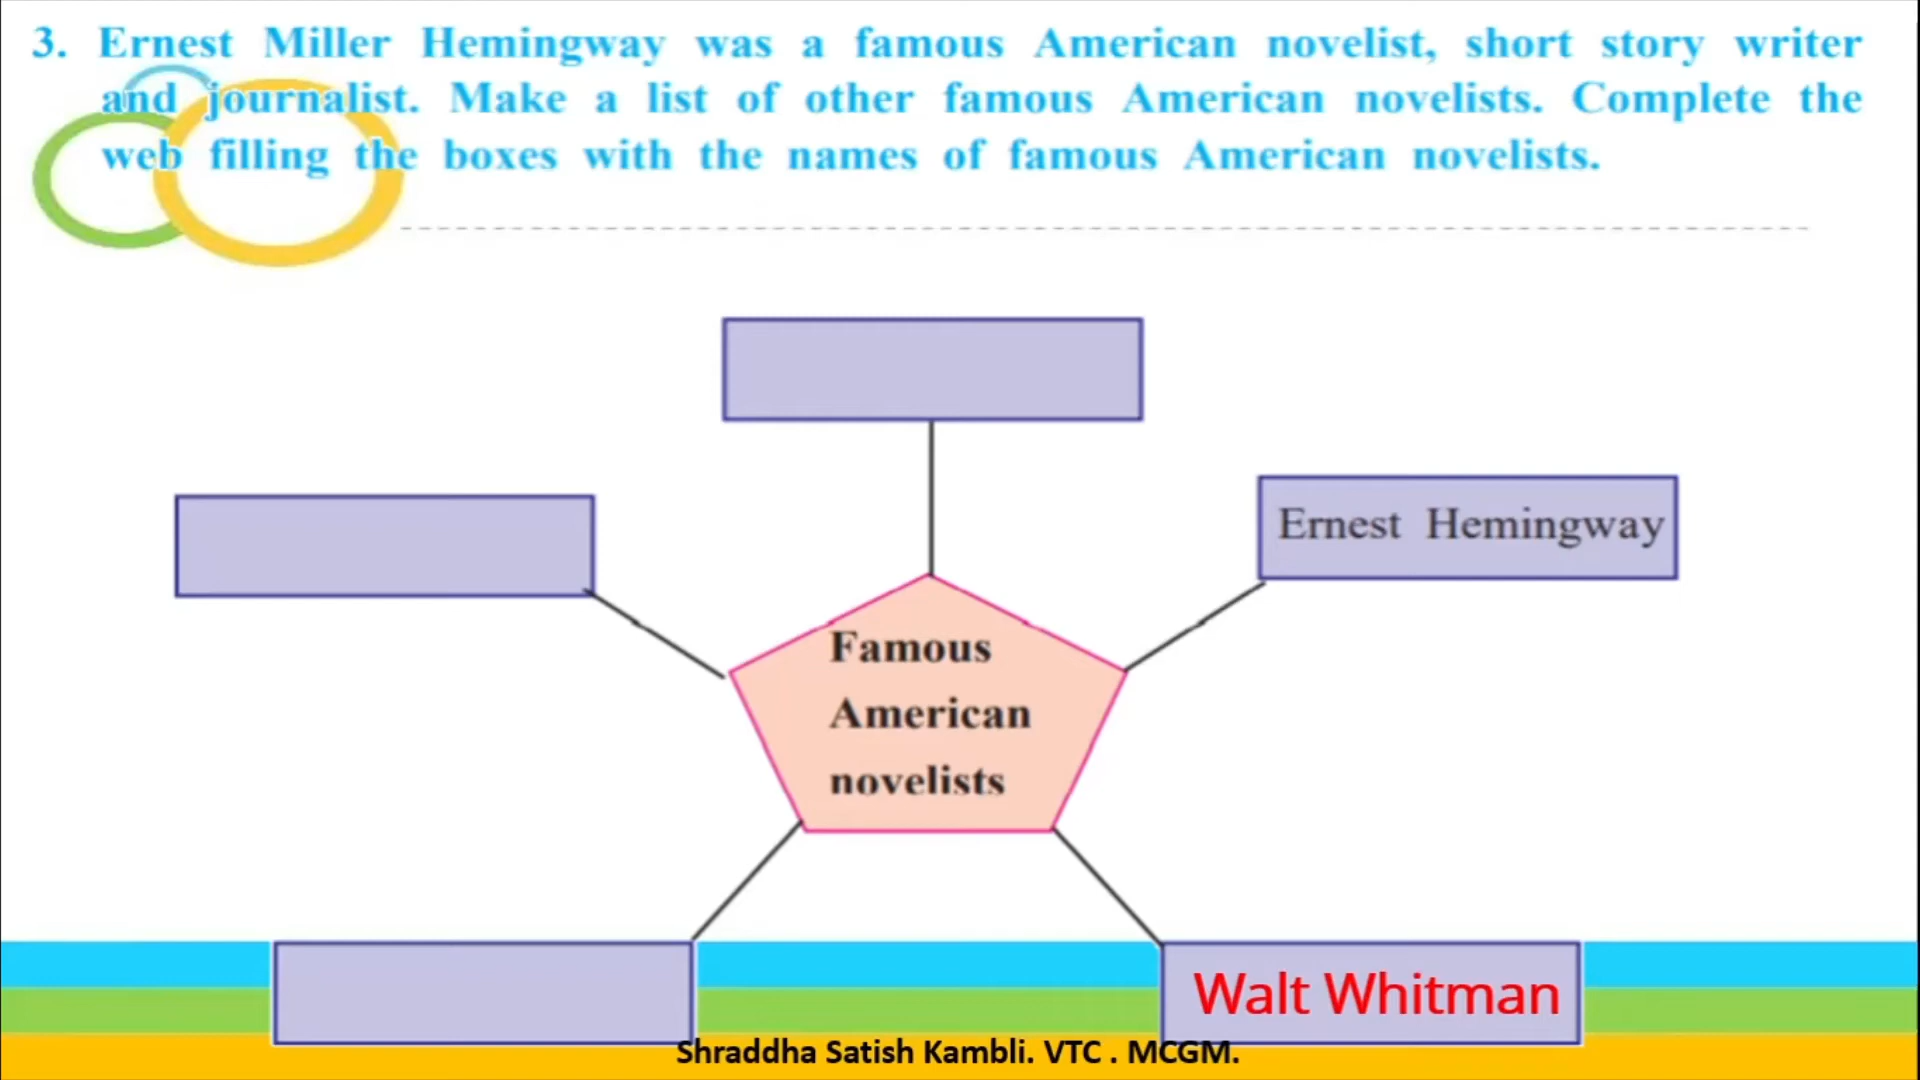 3. Ernest Miller Hemingway was a famous American novelist, short story writer
and journalist. Make a list of other famous American novelists. Complete the
web filling the boxes with the names of famous American novelists.
Ernest Hemingway
Famous
American
novelists
Walt Whitman
Shraddha Satish Kambli. VTC . MCGM.